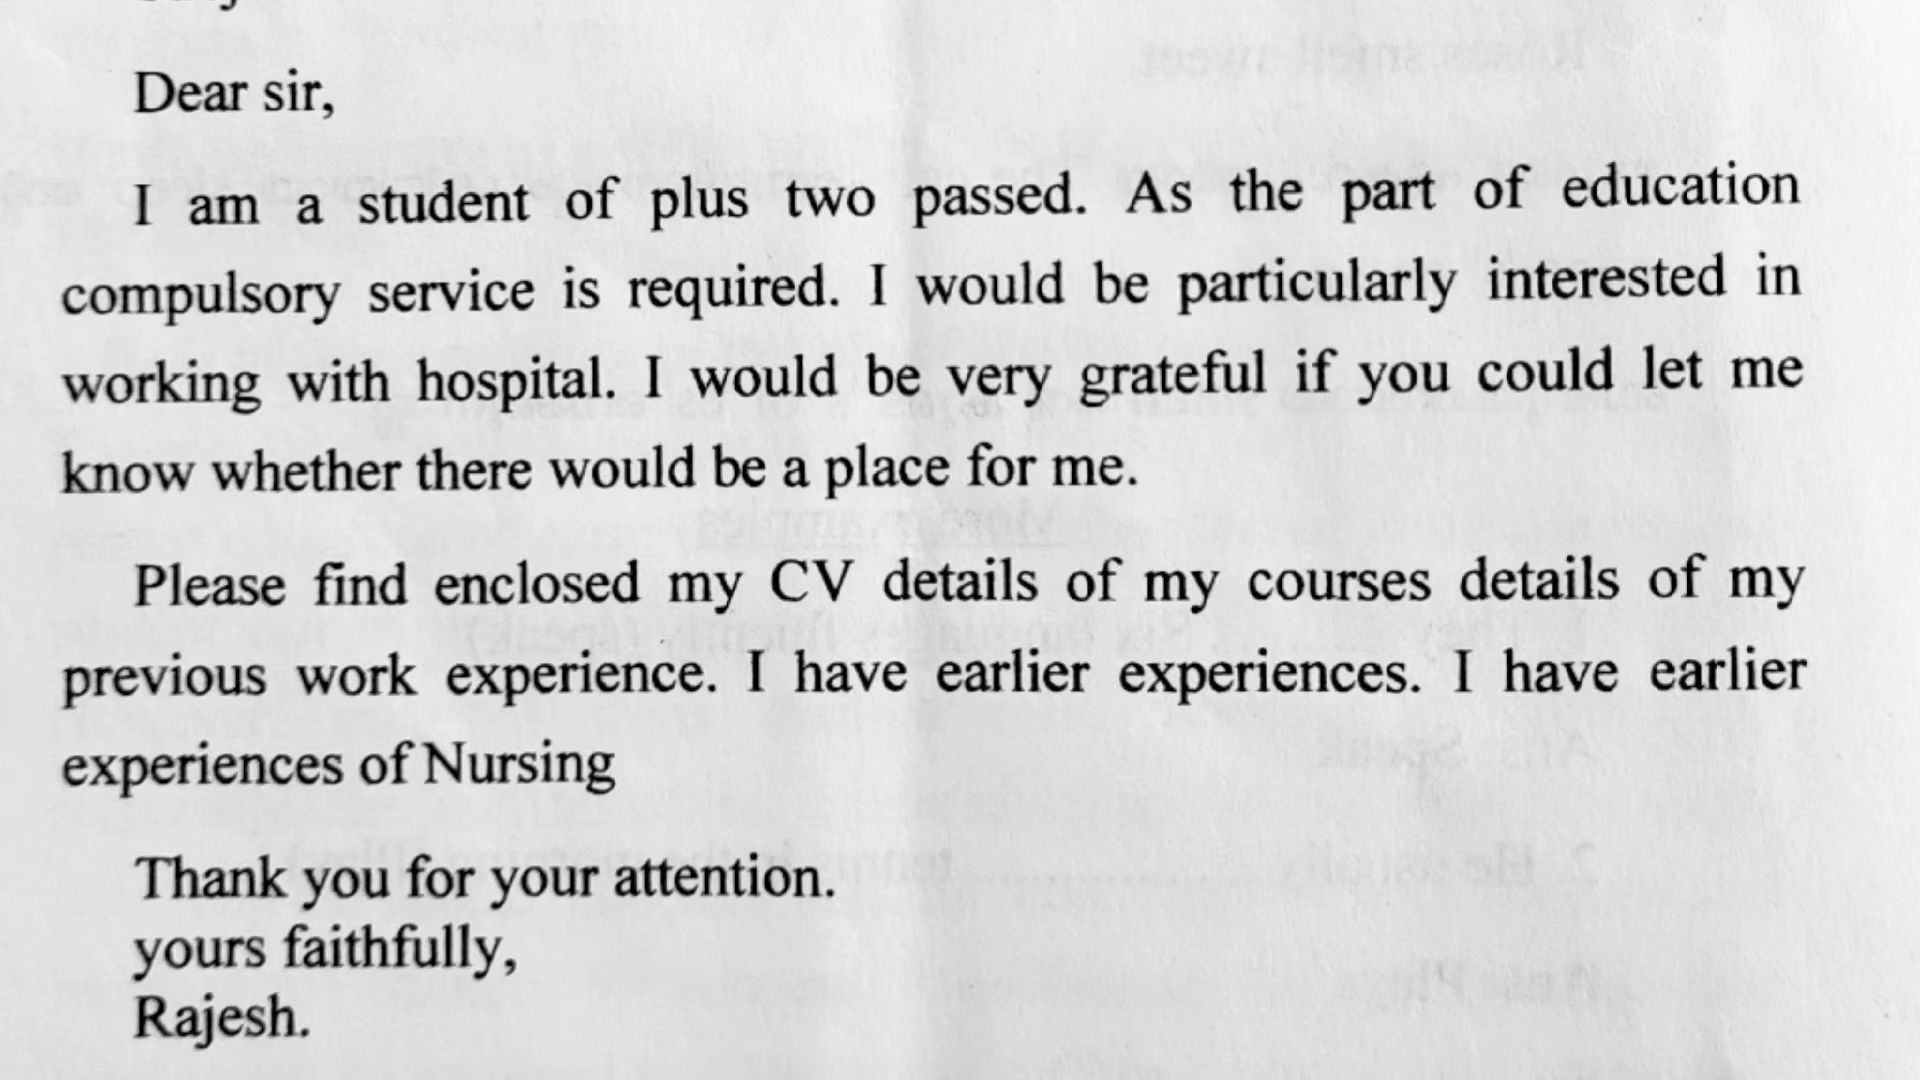 Dear sir,
I am a student of plus two passed. As the part of education
compulsory service is required. I would be particularly interested in
working with hospital. I would be very grateful if you could let me
know whether there would be a place for me.
Please find enclosed my CV details of my courses details of my
previous work experience. I have earlier experiences. I have earlier
experiences of Nursing
Thank you for your attention.
yours faithfully,
Rajesh.